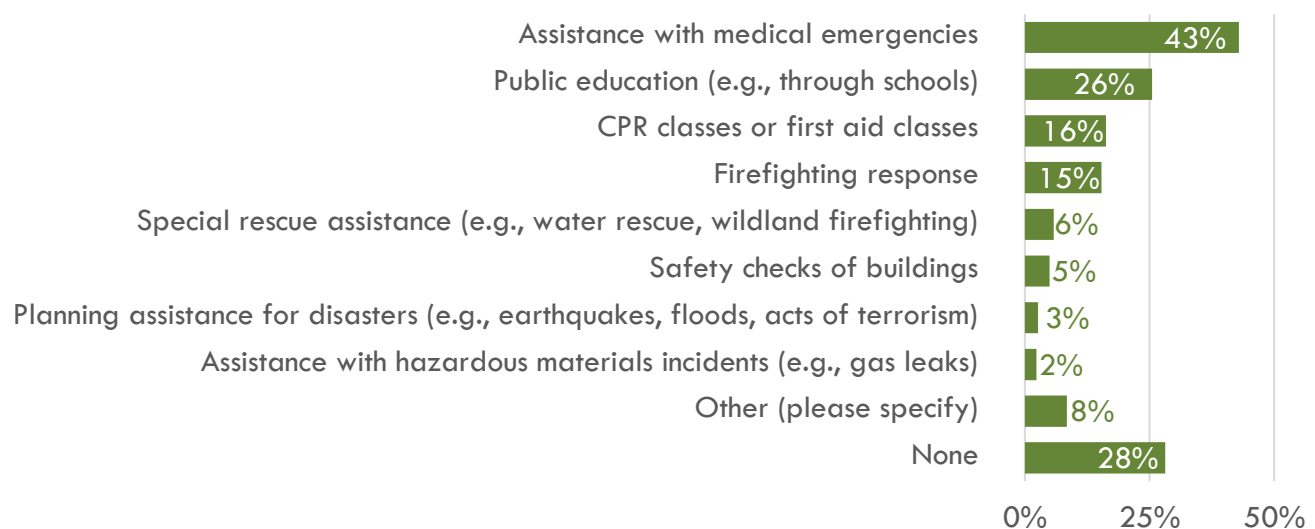 Assistance with medical emergencies 43%
Public education (e.g., through schools) 26%
CPR classes or first aid classes 16%
Firefighting response 15%
Special rescue assistance (e.g., water rescue, wildland firefighting) 6%
Safety checks of buildings 5%
Planning assistance for disasters (e.g., earthquakes, floods, acts of terrorism) 3%
Assistance with hazardous materials incidents (e.g., gas leaks) 2%
Other (please specify) 8%
None 28%
0% 25% 50%